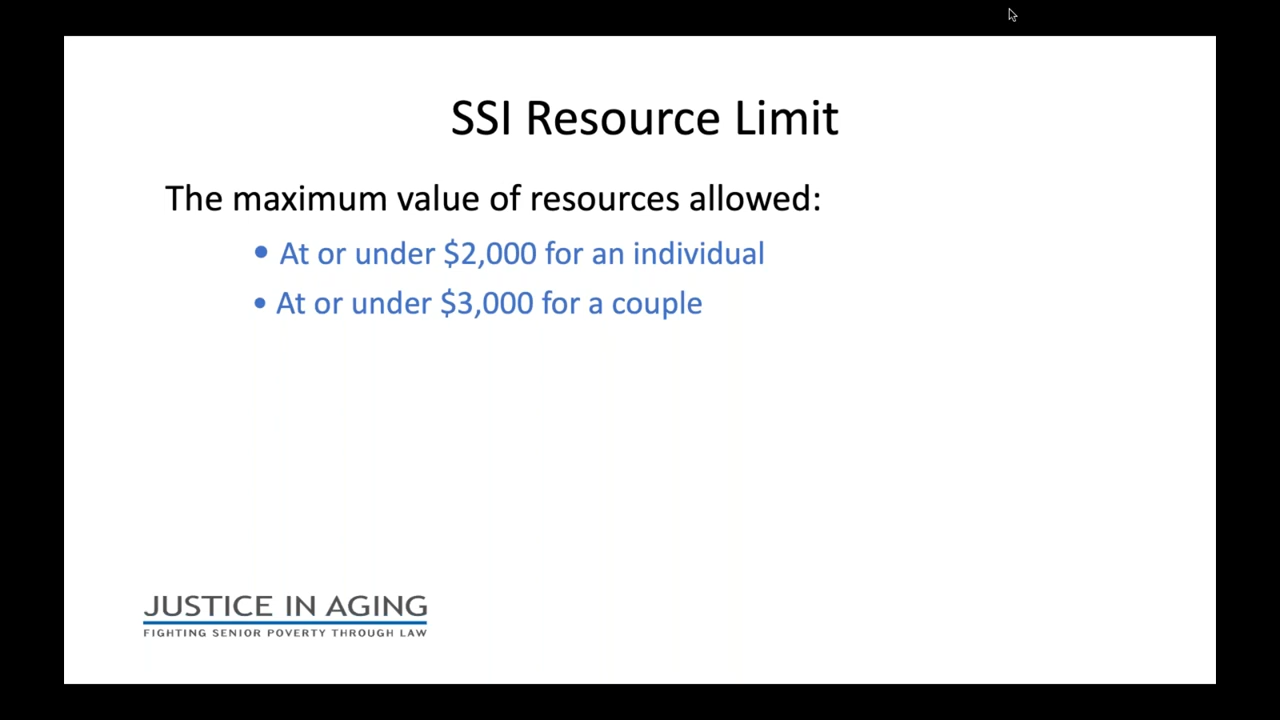 SSI Resource Limit
The maximum value of resources allowed:
• At or under $2,000 for an individual
• At or under $3,000 for a couple
JUSTICE IN AGING
FIGHTING SENIOR POVERTY THROUGH LAW